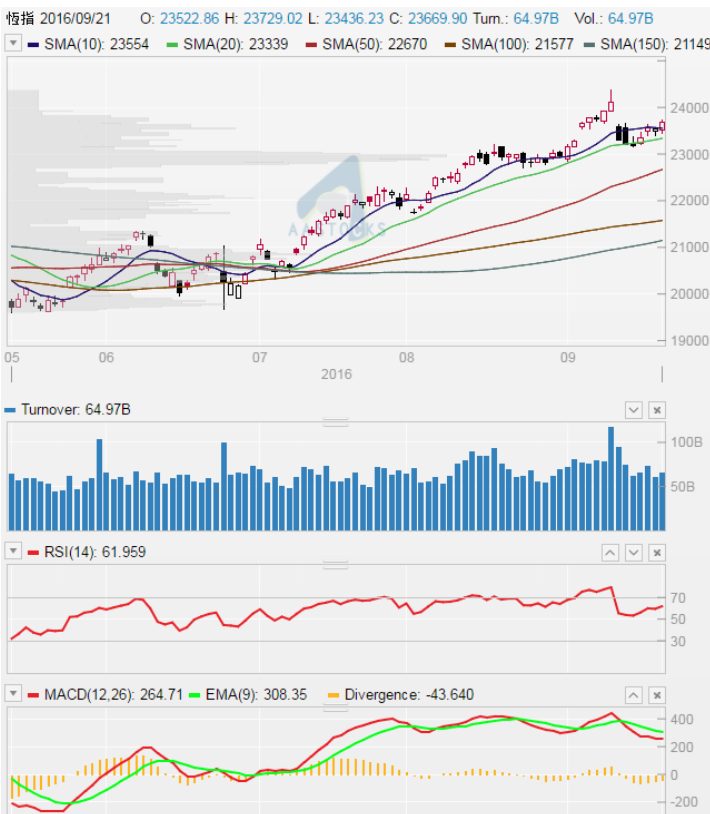 恆指 2016/09/21 O: 23522.86 H: 23729.02 L: 23436.23 C: 23669.90 Turn.: 64.97B Vol.: 64.97B
SMA(10): 23554 SMA(20): 23339 SMA(50): 22670 SMA(100): 21577 SMA(150): 21149
24000
23000
22000
AASTOCKS
21000
20000
19000
05 06 07 08 09
2016
Turnover: 64.97B
100B
50B
RSI(14): 61.959
70
50
30
MACD(12,26): 264.71 EMA(9): 308.35 Divergence: -43.640
400
200
0
-200